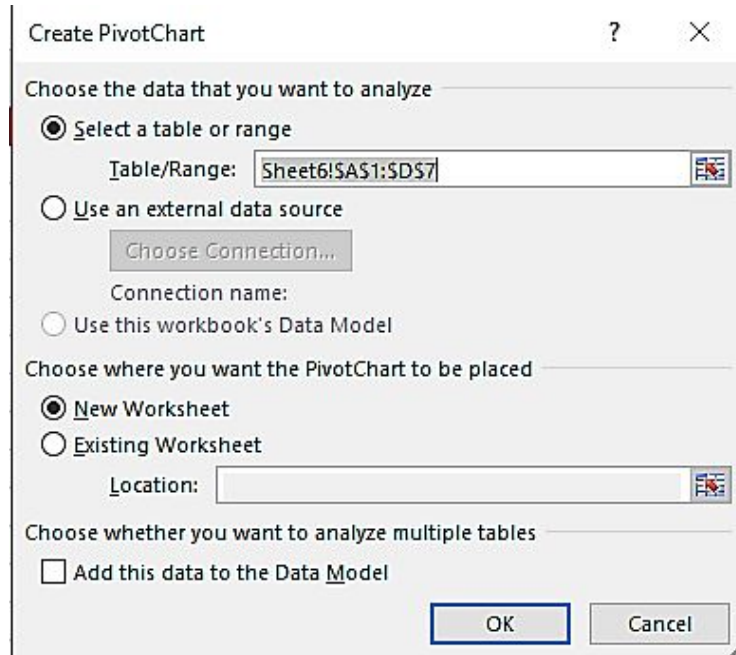 Create PivotChart ?
Choose the data that you want to analyze
Select a table or range
Table/Range: Sheet6!$A$1:$D$7
Use an external data source
Choose Connection...
Connection name:
Use this workbook's Data Model
Choose where you want the PivotChart to be placed
New Worksheet
Existing Worksheet
Location:
Choose whether you want to analyze multiple tables
Add this data to the Data Model
OK Cancel